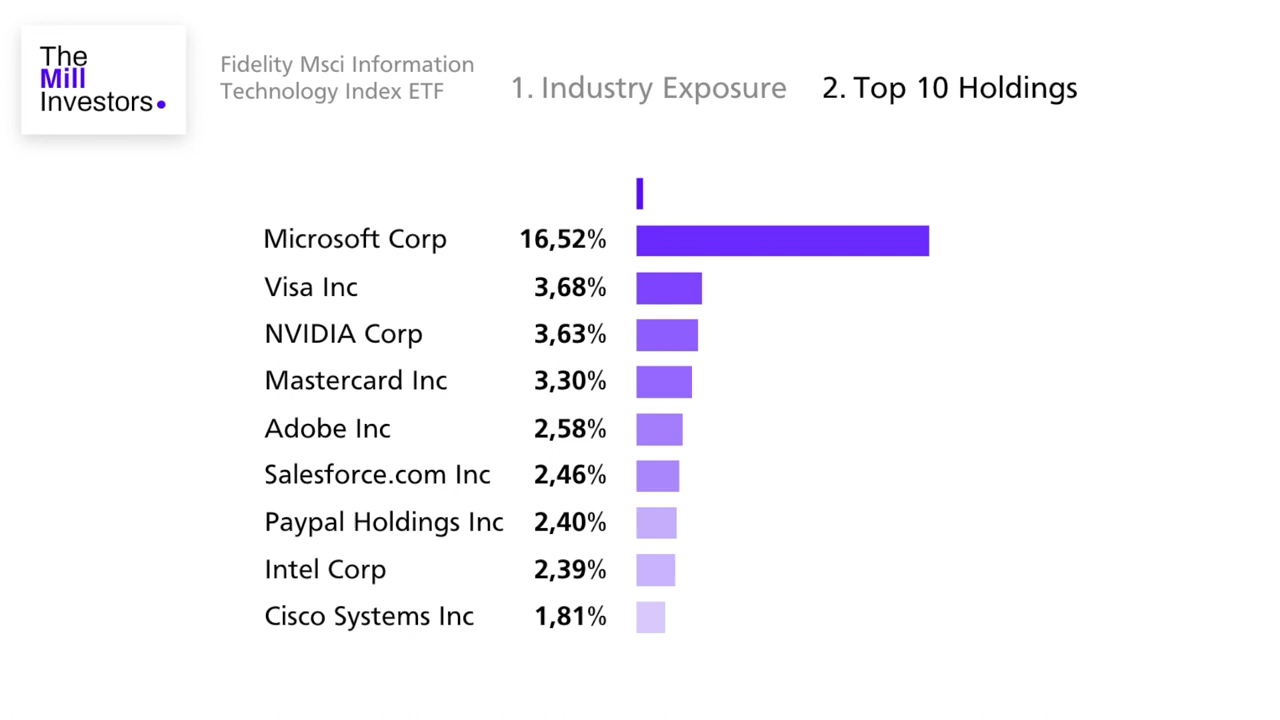 The
Mill
Investors.
Fidelity Msci Information
Technology Index ETF
1. Industry Exposure
2. Top 10 Holdings
Microsoft Corp 16,52%
Visa Inc 3,68%
NVIDIA Corp 3,63%
Mastercard Inc 3,30%
Adobe Inc 2,58%
Salesforce.com Inc 2,46%
Paypal Holdings Inc 2,40%
Intel Corp 2,39%
Cisco Systems Inc 1,81%